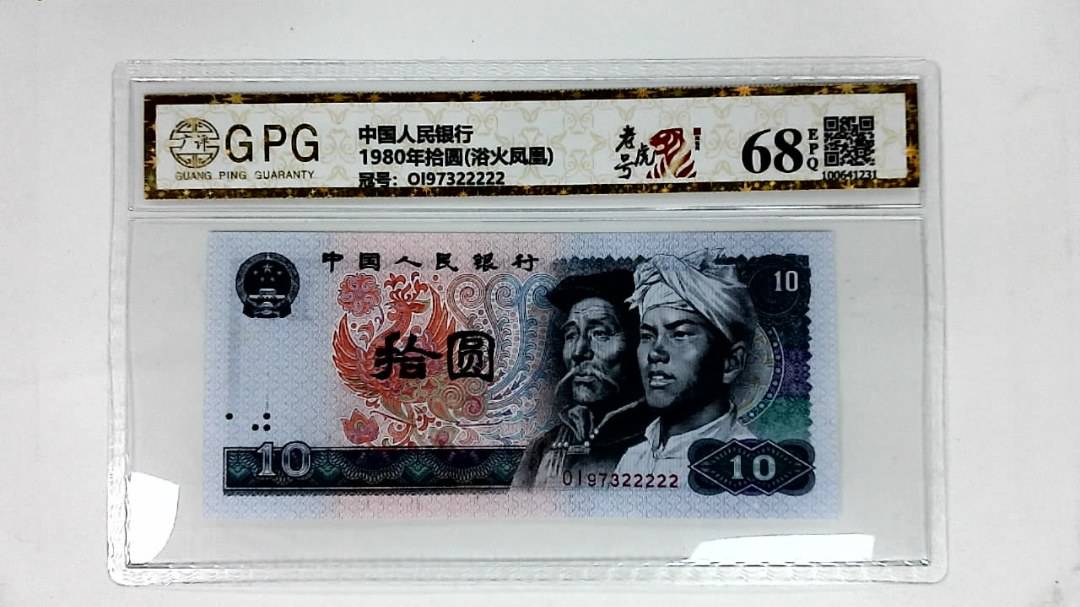 广评
GPG
GUANG PING GUARANTY
中国人民银行
1980年拾圆(浴火凤凰)
冠号：OI97322222
老虎号
68
EPQ
100641231
中国人民银行
10
拾圆
10
OI97322222
10